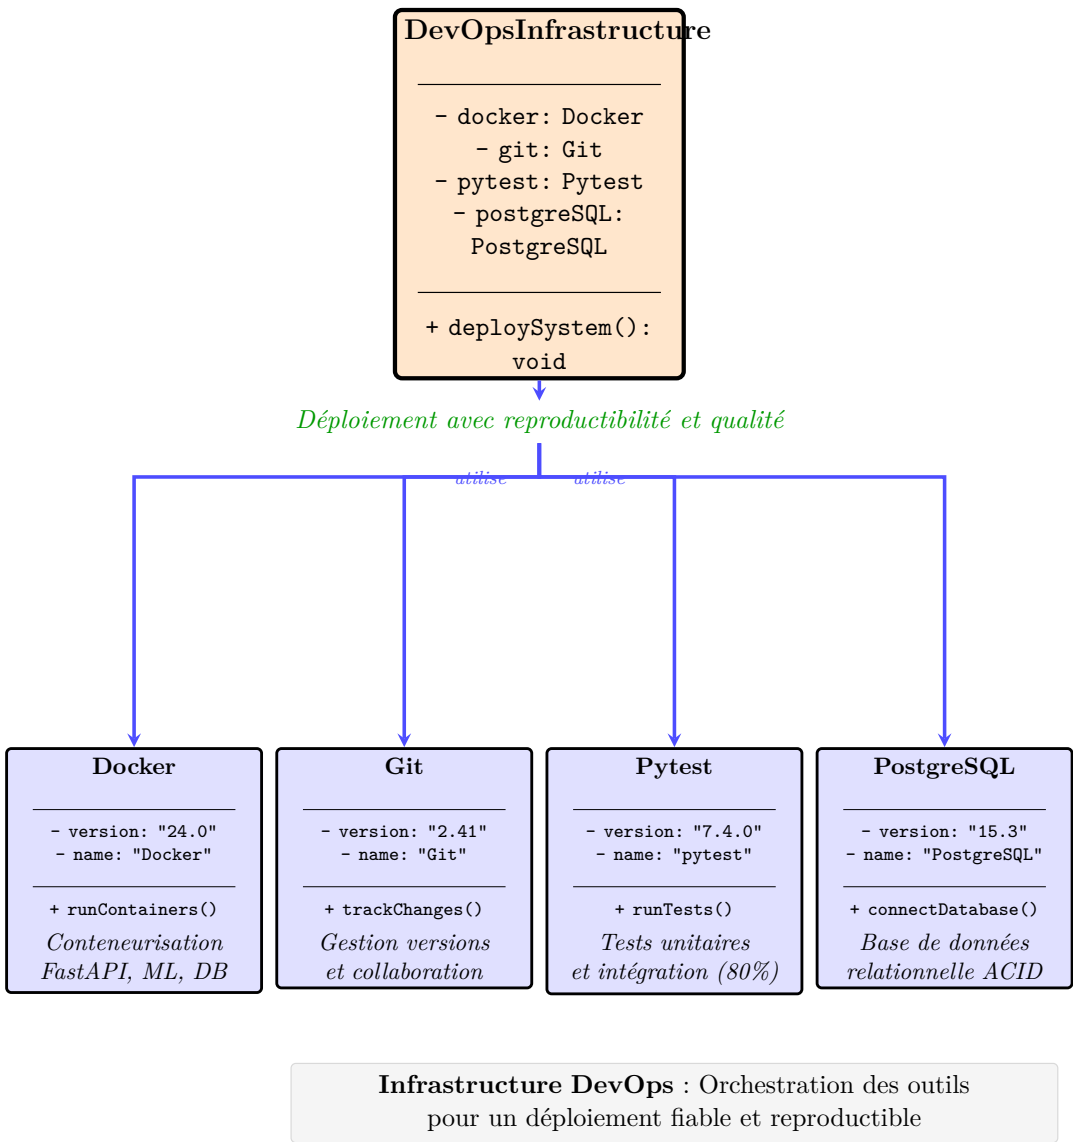 DevOpsInfrastructure
- docker: Docker
- git: Git
- pytest: Pytest
- postgreSQL:
PostgreSQL
+ deploySystem():
void
Déploiement avec reproductibilité et qualité
utilise
utilise
Docker
- version: "24.0"
- name: "Docker"
+ runContainers()
Conteneurisation
FastAPI, ML, DB
Git
- version: "2.41"
- name: "Git"
+ trackChanges()
Gestion versions
et collaboration
Pytest
- version: "7.4.0"
- name: "pytest"
+ runTests()
Tests unitaires
et intégration (80%)
PostgreSQL
- version: "15.3"
- name: "PostgreSQL"
+ connectDatabase()
Base de données
relationnelle ACID
Infrastructure DevOps : Orchestration des outils
pour un déploiement fiable et reproductible